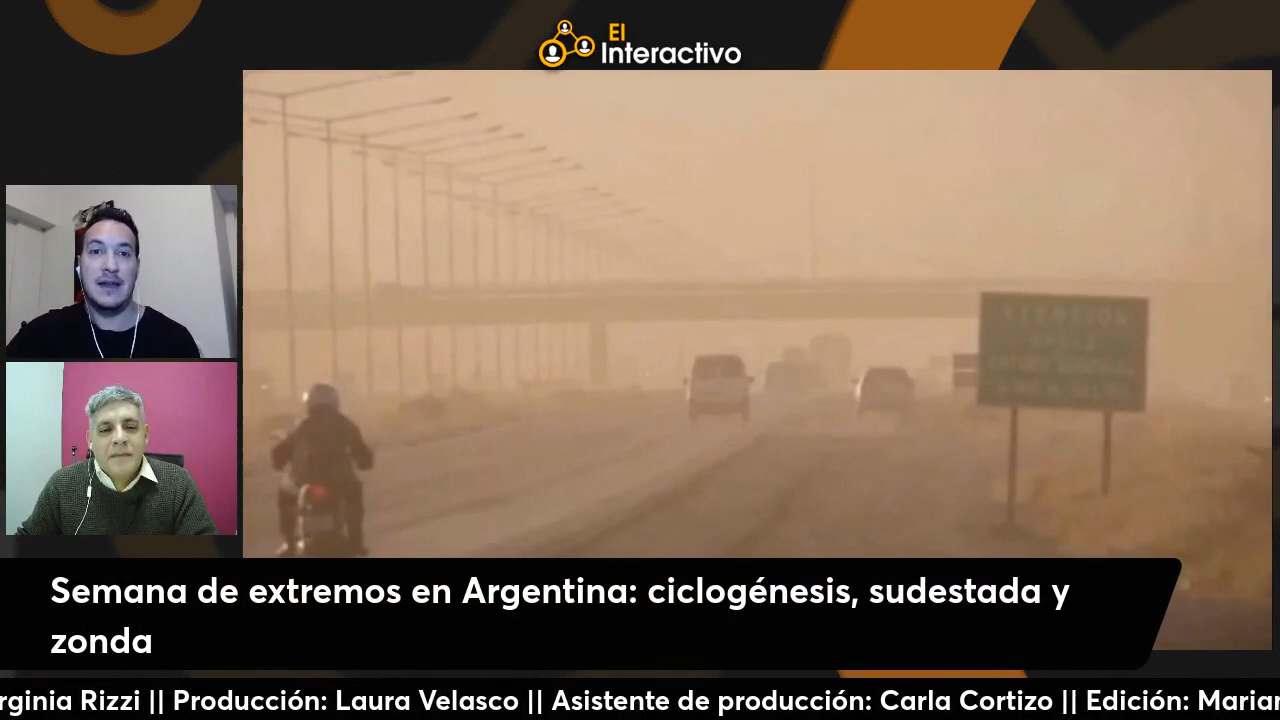 El
Interactivo
Semana de extremos en Argentina: ciclogénesis, sudestada y
zonda
rginia Rizzi || Producción: Laura Velasco || Asistente de producción: Carla Cortizo || Edición: Marian